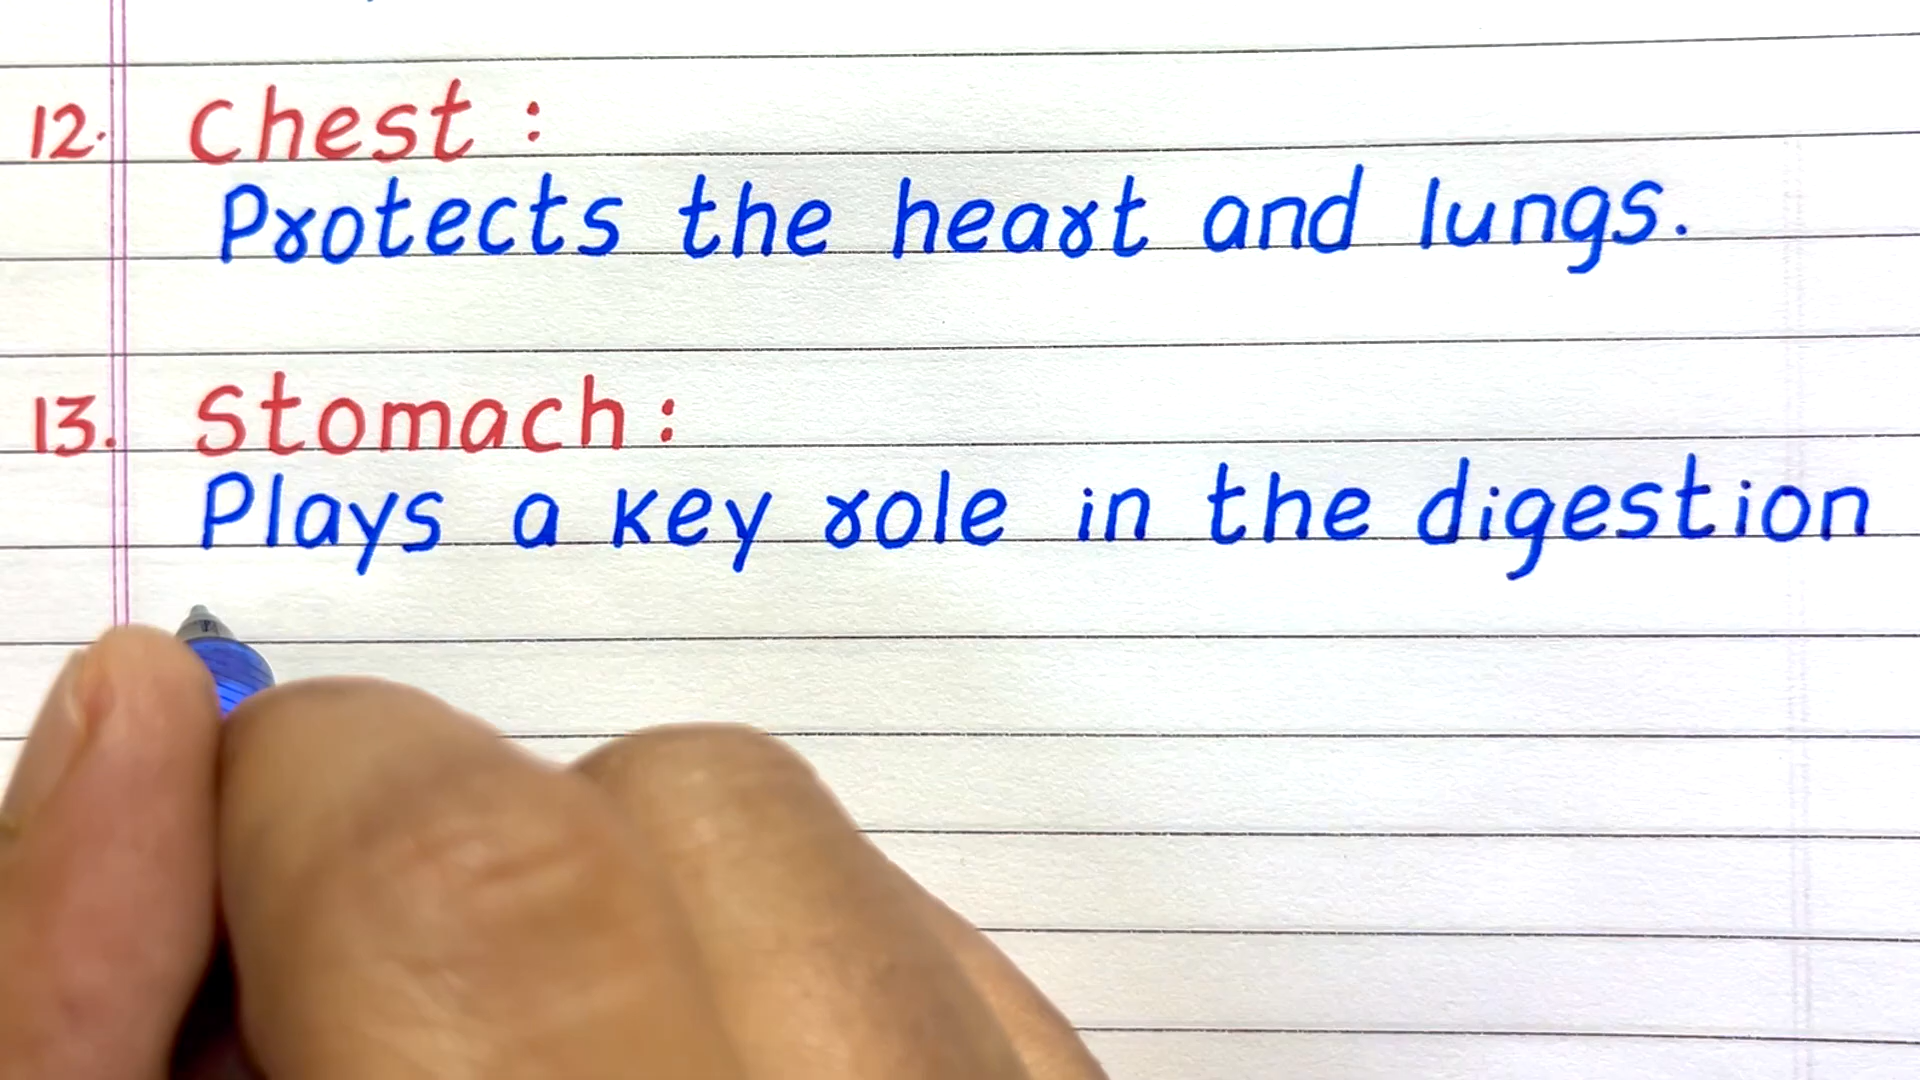 12. Chest :
Protects the heart and lungs.
13. Stomach :
Plays a key role in the digestion